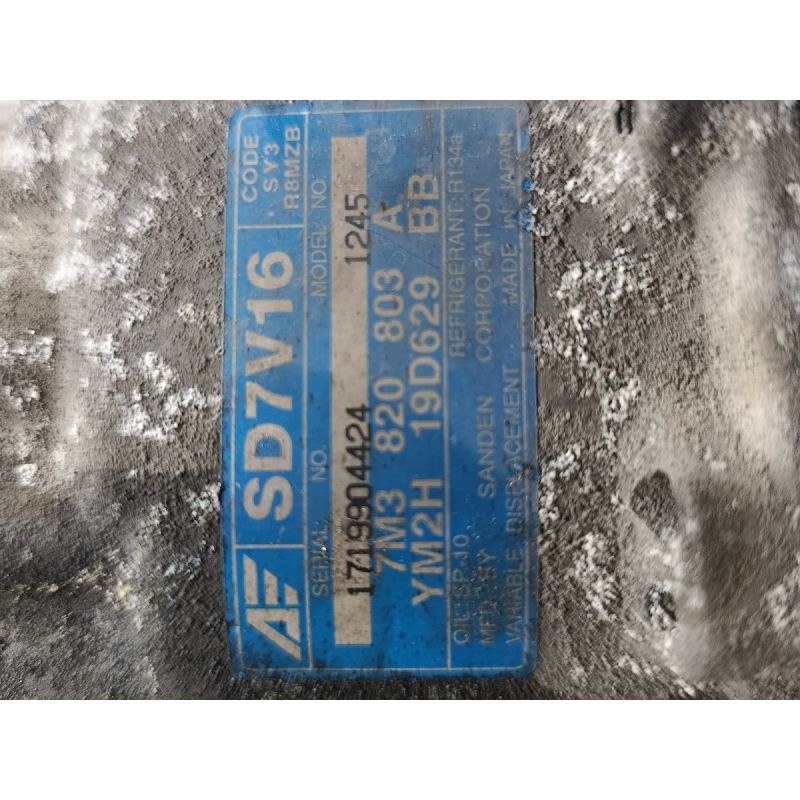 SD7V16
CODE
SY3
R8MZB
SERIAL NO.
MODEL NO
1719904424
1245
7M3 820 803 A
YM2H 19D629 BB
OIL:SP-10 REFRIGERANT:R134a
MFD. BY SANDEN CORPORATION
VARIABLE DISPLACEMENT MADE IN JAPAN